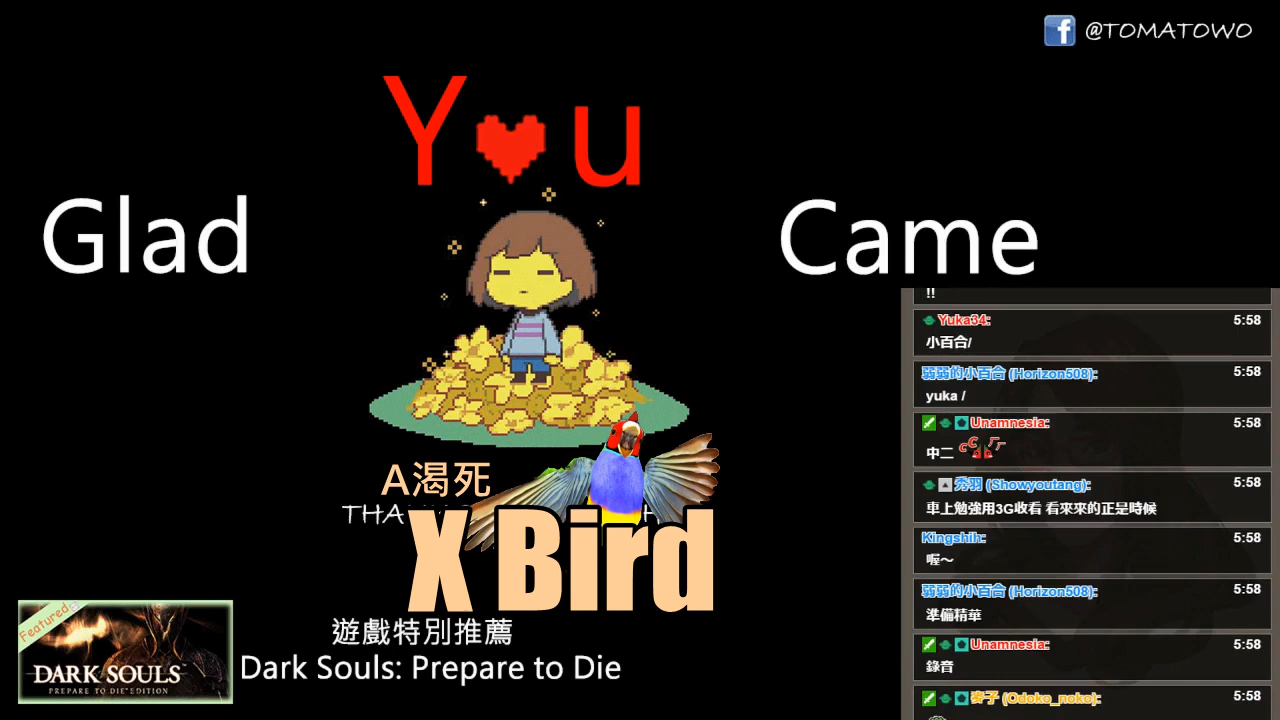 @TOMATOWO
Y u
Glad
Came
A渴死
THA
H
X Bird
遊戲特別推薦
Dark Souls: Prepare to Die
Featured
DARK SOULS
PREPARE TO DIE EDITION
!!
Yuka34:
5:58
小百合/
弱弱的小百合 (Horizon508):
5:58
yuka /
Unamnesia:
5:58
中二
秀羽 (Showyoutang):
5:58
車上勉強用3G收看 看來來的正是時候
Kingshih:
5:58
喔～
弱弱的小百合 (Horizon508):
5:58
準備精華
Unamnesia:
5:58
錄音
麥子 (Odoko_noko):
5:58